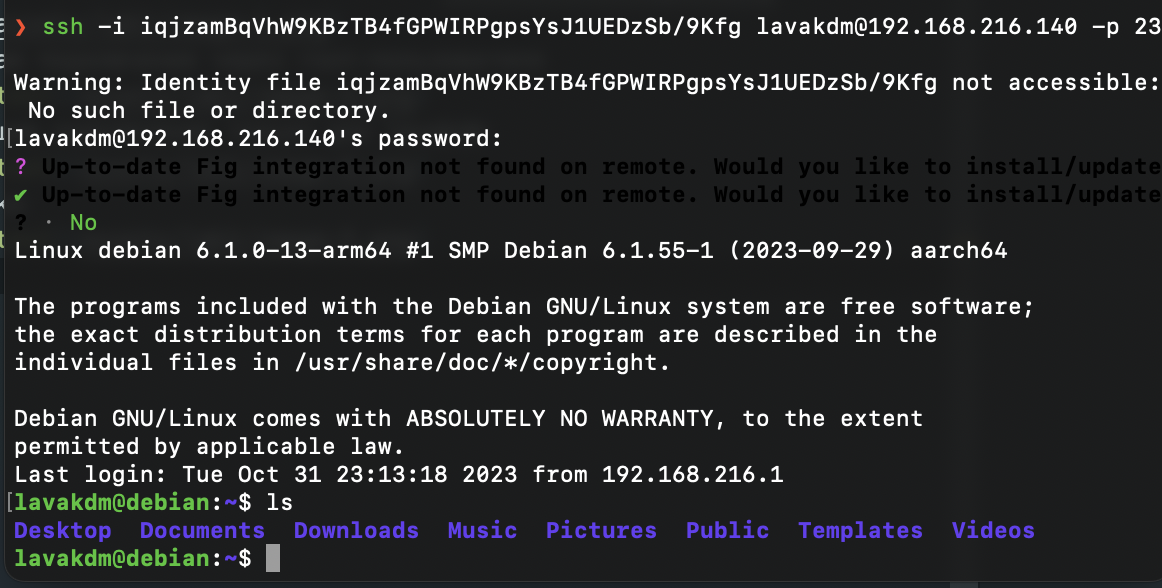 ❯ ssh -i iqjzamBqVhW9KBzTB4fGPWIRPgpsYsJ1UEDzSb/9Kfg lavakdm@192.168.216.140 -p 23
Warning: Identity file iqjzamBqVhW9KBzTB4fGPWIRPgpsYsJ1UEDzSb/9Kfg not accessible:
No such file or directory.
[lavakdm@192.168.216.140's password:
? Up-to-date Fig integration not found on remote. Would you like to install/update
✔ Up-to-date Fig integration not found on remote. Would you like to install/update
? · No
Linux debian 6.1.0-13-arm64 #1 SMP Debian 6.1.55-1 (2023-09-29) aarch64
The programs included with the Debian GNU/Linux system are free software;
the exact distribution terms for each program are described in the
individual files in /usr/share/doc/*/copyright.
Debian GNU/Linux comes with ABSOLUTELY NO WARRANTY, to the extent
permitted by applicable law.
Last login: Tue Oct 31 23:13:18 2023 from 192.168.216.1
[lavakdm@debian:~$ ls
Desktop Documents Downloads Music Pictures Public Templates Videos
lavakdm@debian:~$